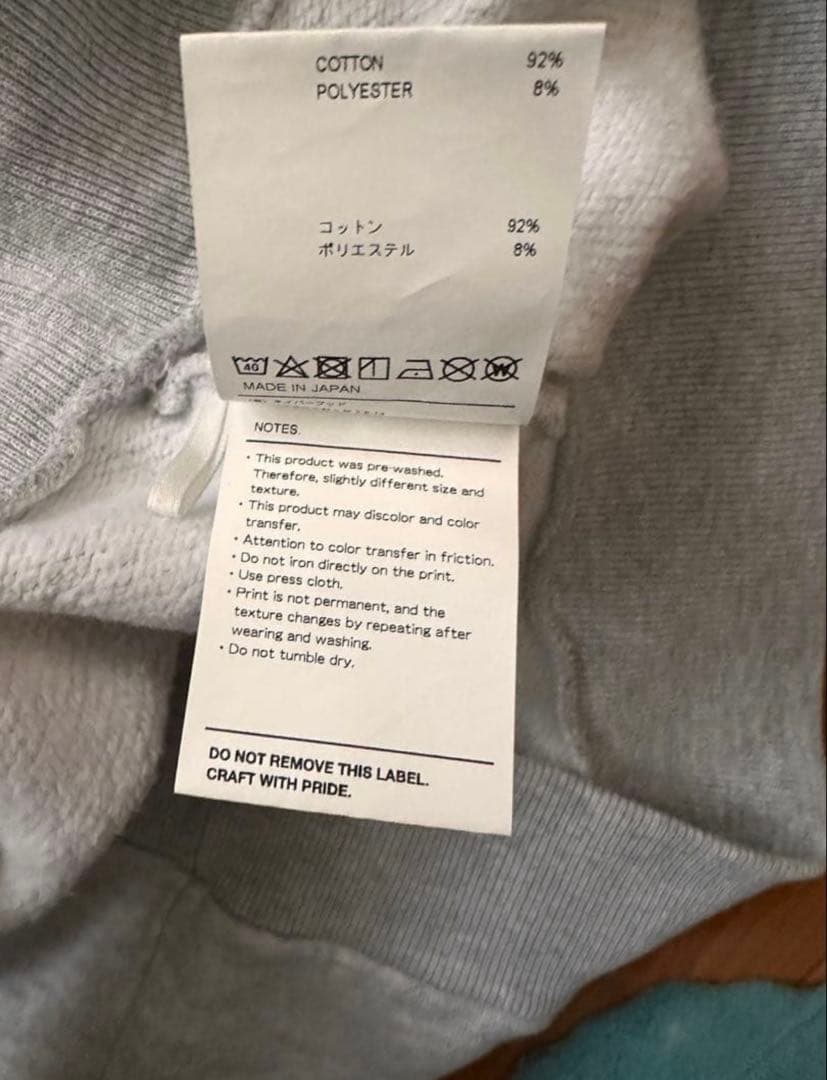 COTTON 92%
POLYESTER 8%
コットン 92%
ポリエステル 8%
40
W
MADE IN JAPAN
NOTES.
・This product was pre-washed.
Therefore, slightly different size and
texture.
・This product may discolor and color
transfer.
・Attention to color transfer in friction.
・Do not iron directly on the print.
・Use press cloth.
・Print is not permanent, and the
texture changes by repeating after
wearing and washing.
・Do not tumble dry.
DO NOT REMOVE THIS LABEL.
CRAFT WITH PRIDE.